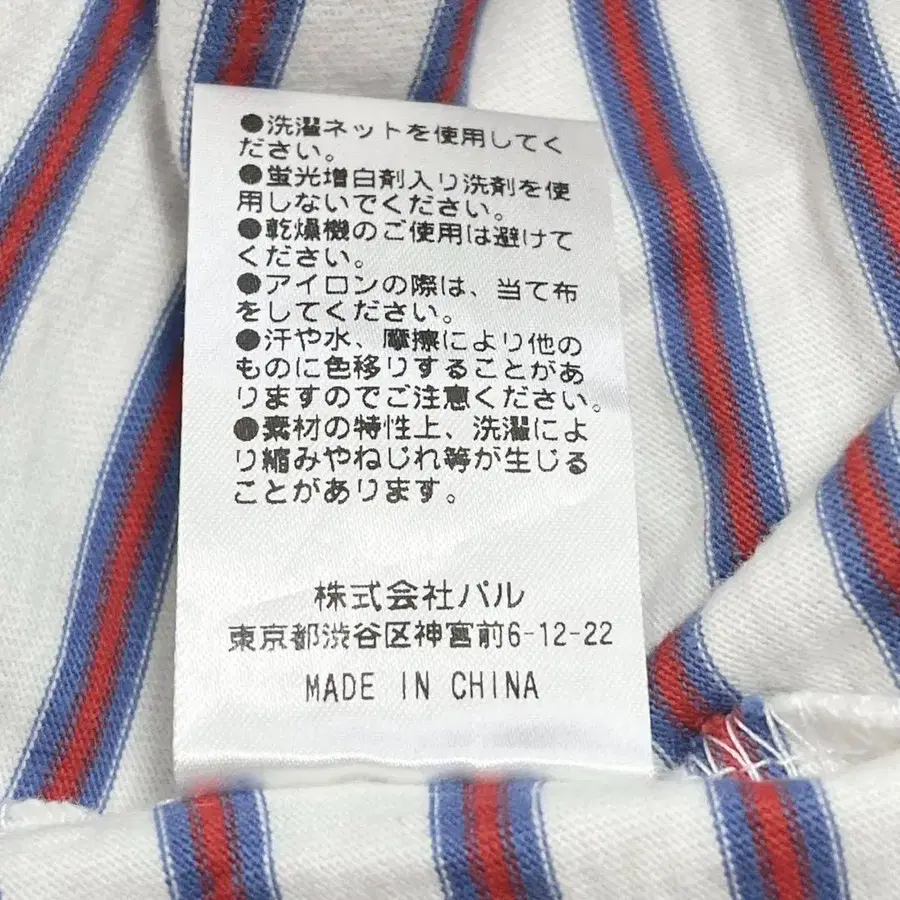 ●洗濯ネットを使用してく
ださい。
●蛍光増白剤入り洗剤を使
用しないでください。
●乾燥機のご使用は避けて
ください。
●アイロンの際は、当て布
をしてください。
●汗や水、摩擦により他の
ものに色移りすることがあ
りますのでご注意ください。
●素材の特性上、洗濯によ
り縮みやねじれ等が生じる
ことがあります。
株式会社パル
東京都渋谷区神宮前6-12-22
MADE IN CHINA